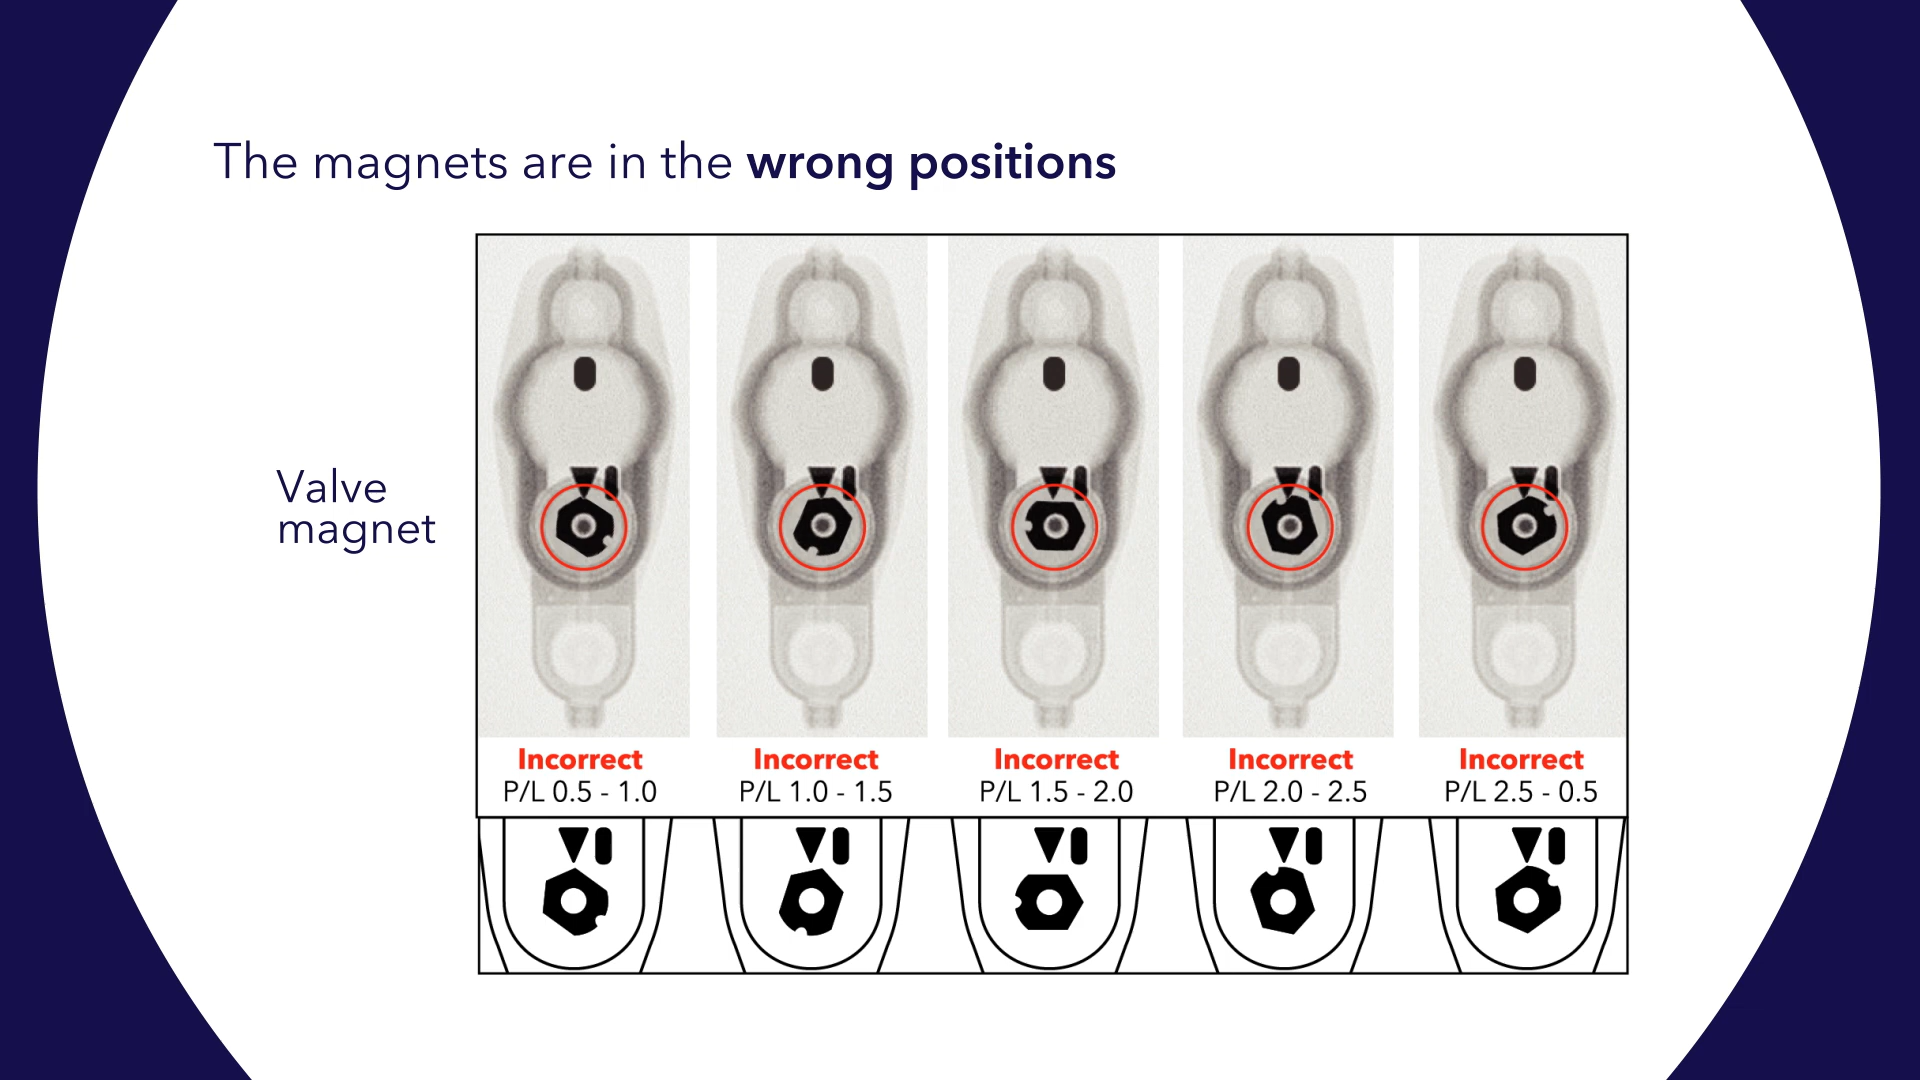 The magnets are in the wrong positions
Valve
magnet
Incorrect
P/L 0.5 - 1.0
Incorrect
P/L 1.0 - 1.5
Incorrect
P/L 1.5 - 2.0
Incorrect
P/L 2.0 - 2.5
Incorrect
P/L 2.5 - 0.5